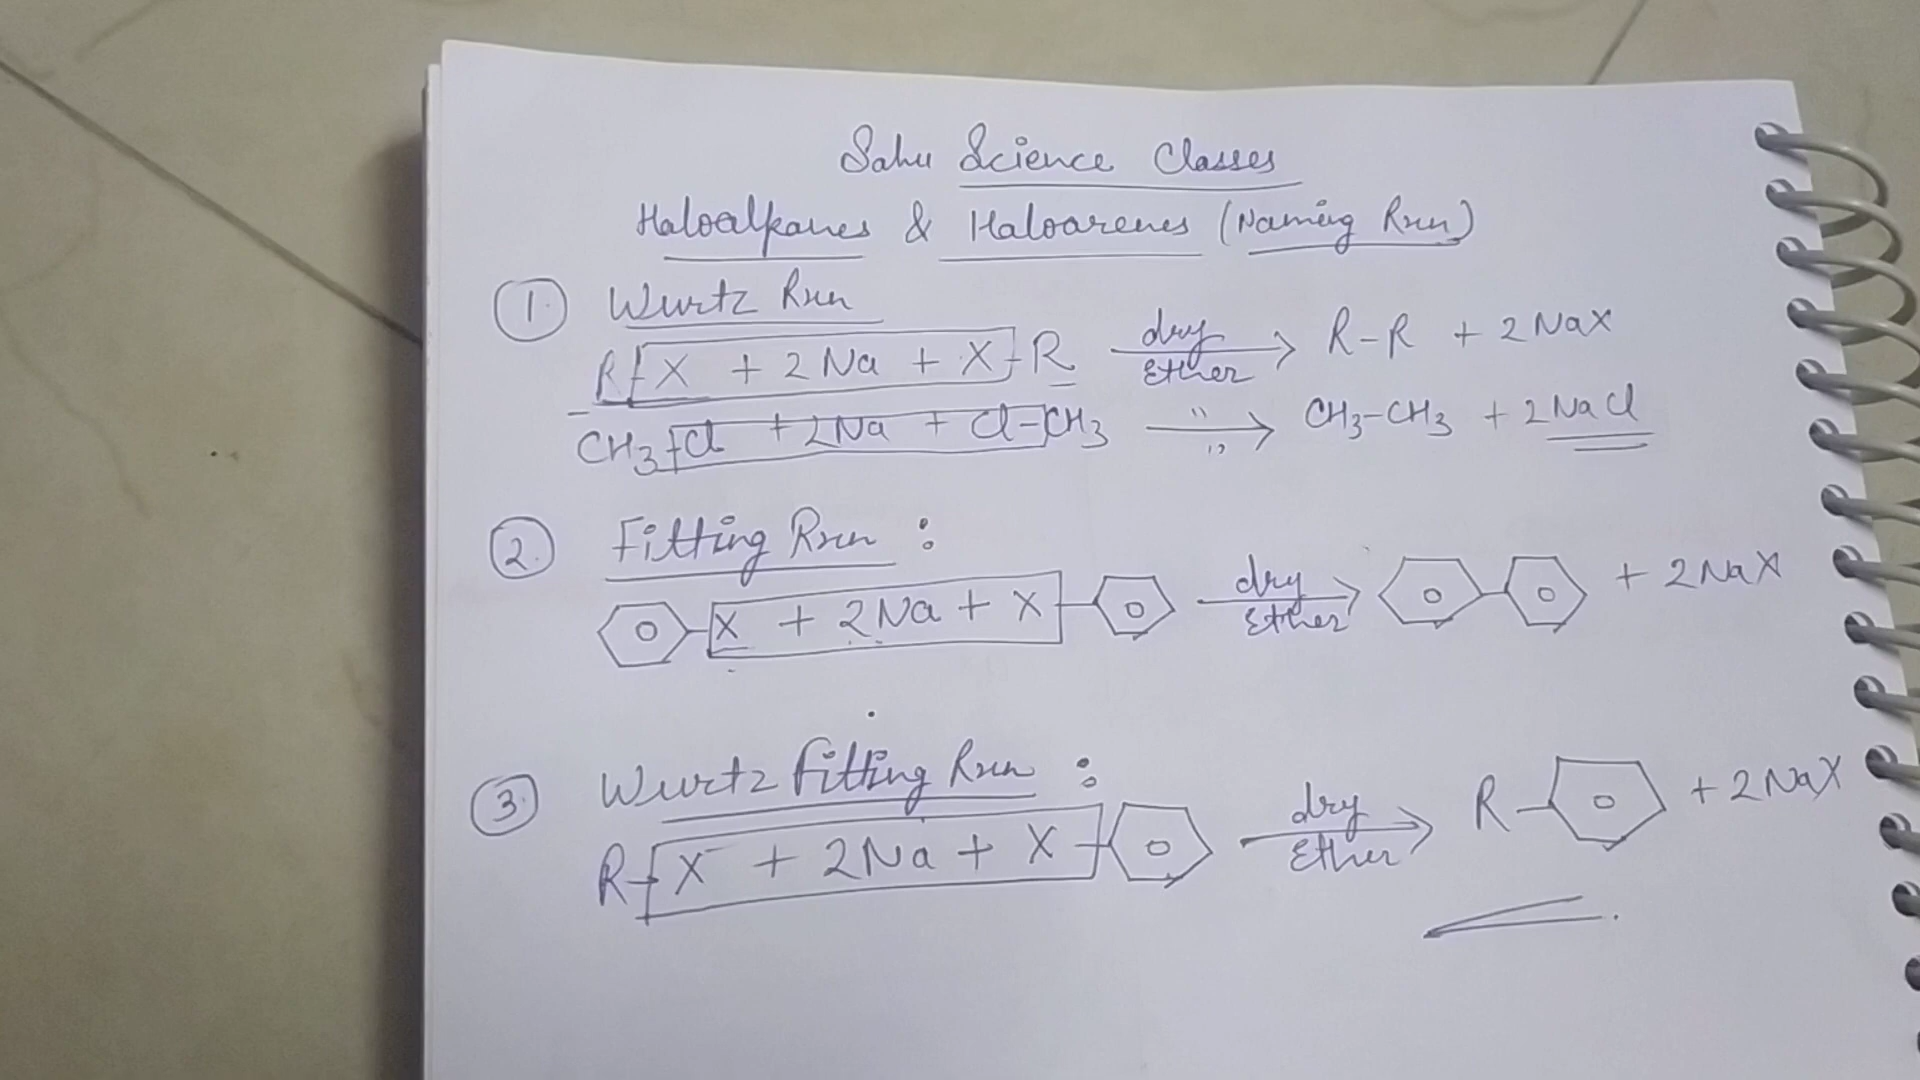 Sahu Science Classes
Haloalkanes & Haloarenes (Naming Rxn)
1. Wurtz Rxn
R-X + 2Na + X-R dry Ether → R-R + 2NaX
CH3-Cl + 2Na + Cl-CH3 " " → CH3-CH3 + 2NaCl
2. Fitting Rxn :
X + 2Na + X dry Ether → + 2NaX
3. Wurtz Fitting Rxn :
R-X + 2Na + X dry Ether → R- + 2NaX